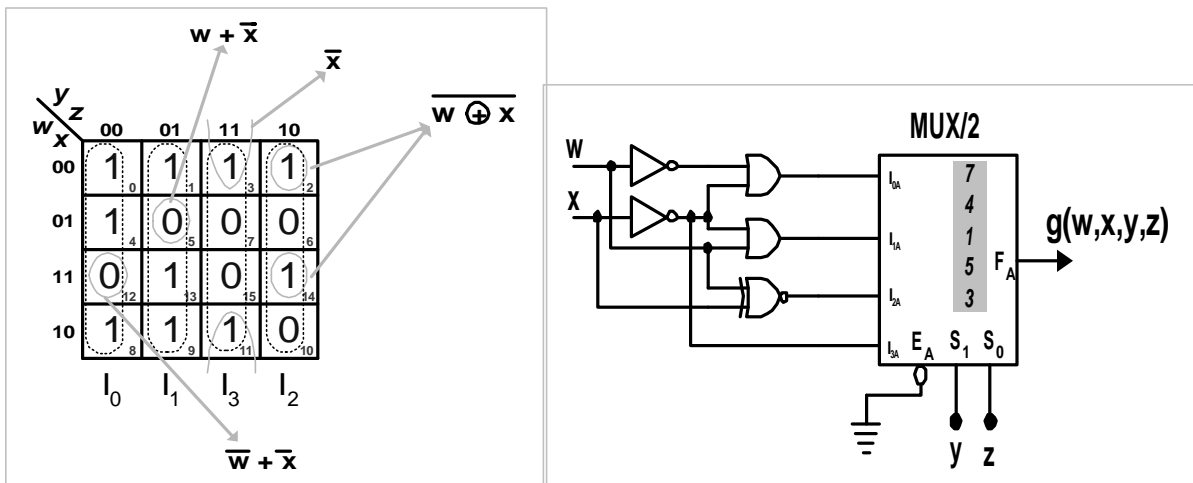 w + x̅
x̅
w ⊕ x
y
z
w
x
00 01 11 10
00 1 0 1 1 1 3 1 2
01 1 4 0 5 0 7 0 6
11 0 12 1 13 0 15 1 14
10 1 8 1 9 1 11 0 10
I0 I1 I3 I2
w̅ + x̅
MUX/2
W
X
I0A
I1A
I2A
I3A
7
4
1
5
3
FA
EA S1 S0
g(w,x,y,z)
y z